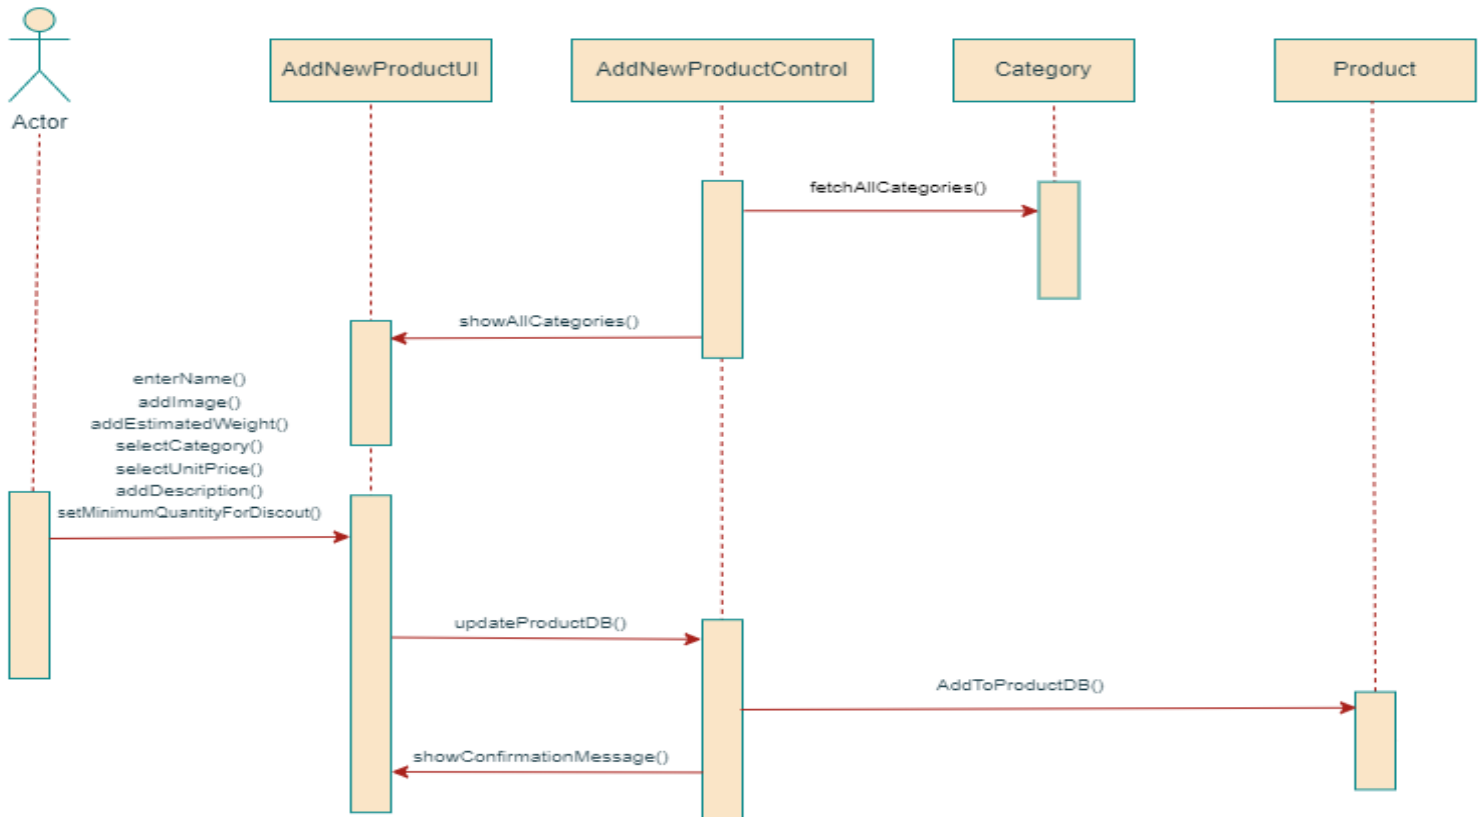 AddNewProductUI
AddNewProductControl
Category
Product
Actor
fetchAllCategories()
showAllCategories()
enterName()
addImage()
addEstimatedWeight()
selectCategory()
selectUnitPrice()
addDescription()
setMinimumQuantityForDiscout()
updateProductDB()
AddToProductDB()
showConfirmationMessage()